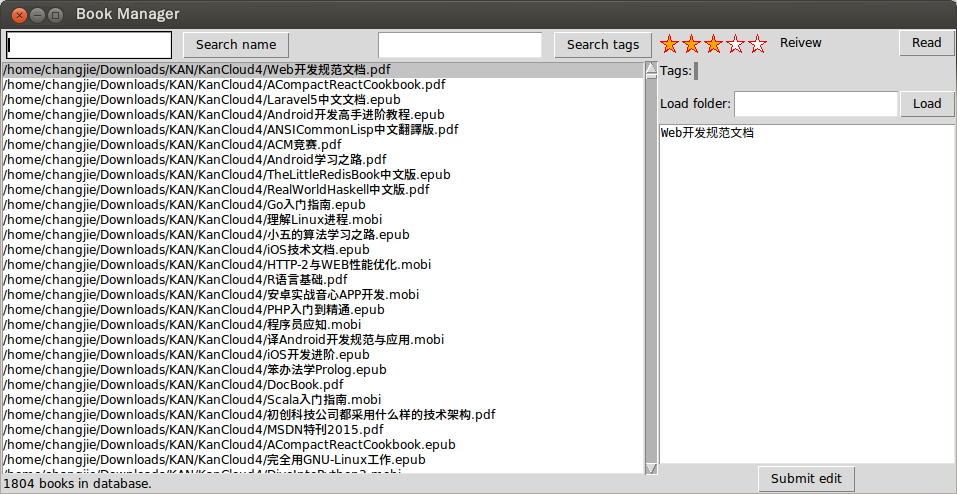 Book Manager
Search name
Search tags
Reivew
Read
Tags:
Load folder:
Load
/home/changjie/Downloads/KAN/KanCloud4/Web开发规范文档.pdf
/home/changjie/Downloads/KAN/KanCloud4/ACompactReactCookbook.pdf
/home/changjie/Downloads/KAN/KanCloud4/Laravel5中文文档.epub
/home/changjie/Downloads/KAN/KanCloud4/Android开发高手进阶教程.epub
/home/changjie/Downloads/KAN/KanCloud4/ANSICommonLisp中文翻譯版.pdf
/home/changjie/Downloads/KAN/KanCloud4/ACM竞赛.pdf
/home/changjie/Downloads/KAN/KanCloud4/Android学习之路.pdf
/home/changjie/Downloads/KAN/KanCloud4/TheLittleRedisBook中文版.epub
/home/changjie/Downloads/KAN/KanCloud4/RealWorldHaskell中文版.pdf
/home/changjie/Downloads/KAN/KanCloud4/Go入门指南.epub
/home/changjie/Downloads/KAN/KanCloud4/理解Linux进程.mobi
/home/changjie/Downloads/KAN/KanCloud4/小五的算法学习之路.epub
/home/changjie/Downloads/KAN/KanCloud4/iOS技术文档.epub
/home/changjie/Downloads/KAN/KanCloud4/HTTP-2与WEB性能优化.mobi
/home/changjie/Downloads/KAN/KanCloud4/R语言基础.pdf
/home/changjie/Downloads/KAN/KanCloud4/安卓实战音心APP开发.mobi
/home/changjie/Downloads/KAN/KanCloud4/PHP入门到精通.epub
/home/changjie/Downloads/KAN/KanCloud4/程序员应知.mobi
/home/changjie/Downloads/KAN/KanCloud4/译Android开发规范与应用.mobi
/home/changjie/Downloads/KAN/KanCloud4/iOS开发进阶.epub
/home/changjie/Downloads/KAN/KanCloud4/笨办法学Prolog.epub
/home/changjie/Downloads/KAN/KanCloud4/DocBook.pdf
/home/changjie/Downloads/KAN/KanCloud4/Scala入门指南.mobi
/home/changjie/Downloads/KAN/KanCloud4/初创科技公司都采用什么样的技术架构.pdf
/home/changjie/Downloads/KAN/KanCloud4/MSDN特刊2015.pdf
/home/changjie/Downloads/KAN/KanCloud4/ACompactReactCookbook.epub
/home/changjie/Downloads/KAN/KanCloud4/完全用GNU-Linux工作.epub
/home/changjie/Downloads/KAN/KanCloud4/DiveIntoPython3.mobi
Web开发规范文档
1804 books in database.
Submit edit